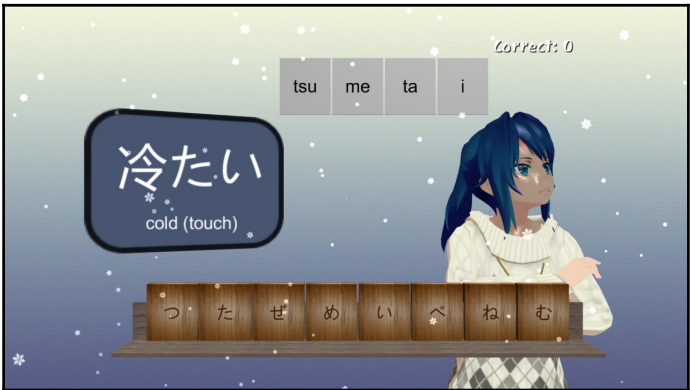 Correct: 0
tsu me ta i
冷たい
cold (touch)
つ た ぜ め い べ ね む